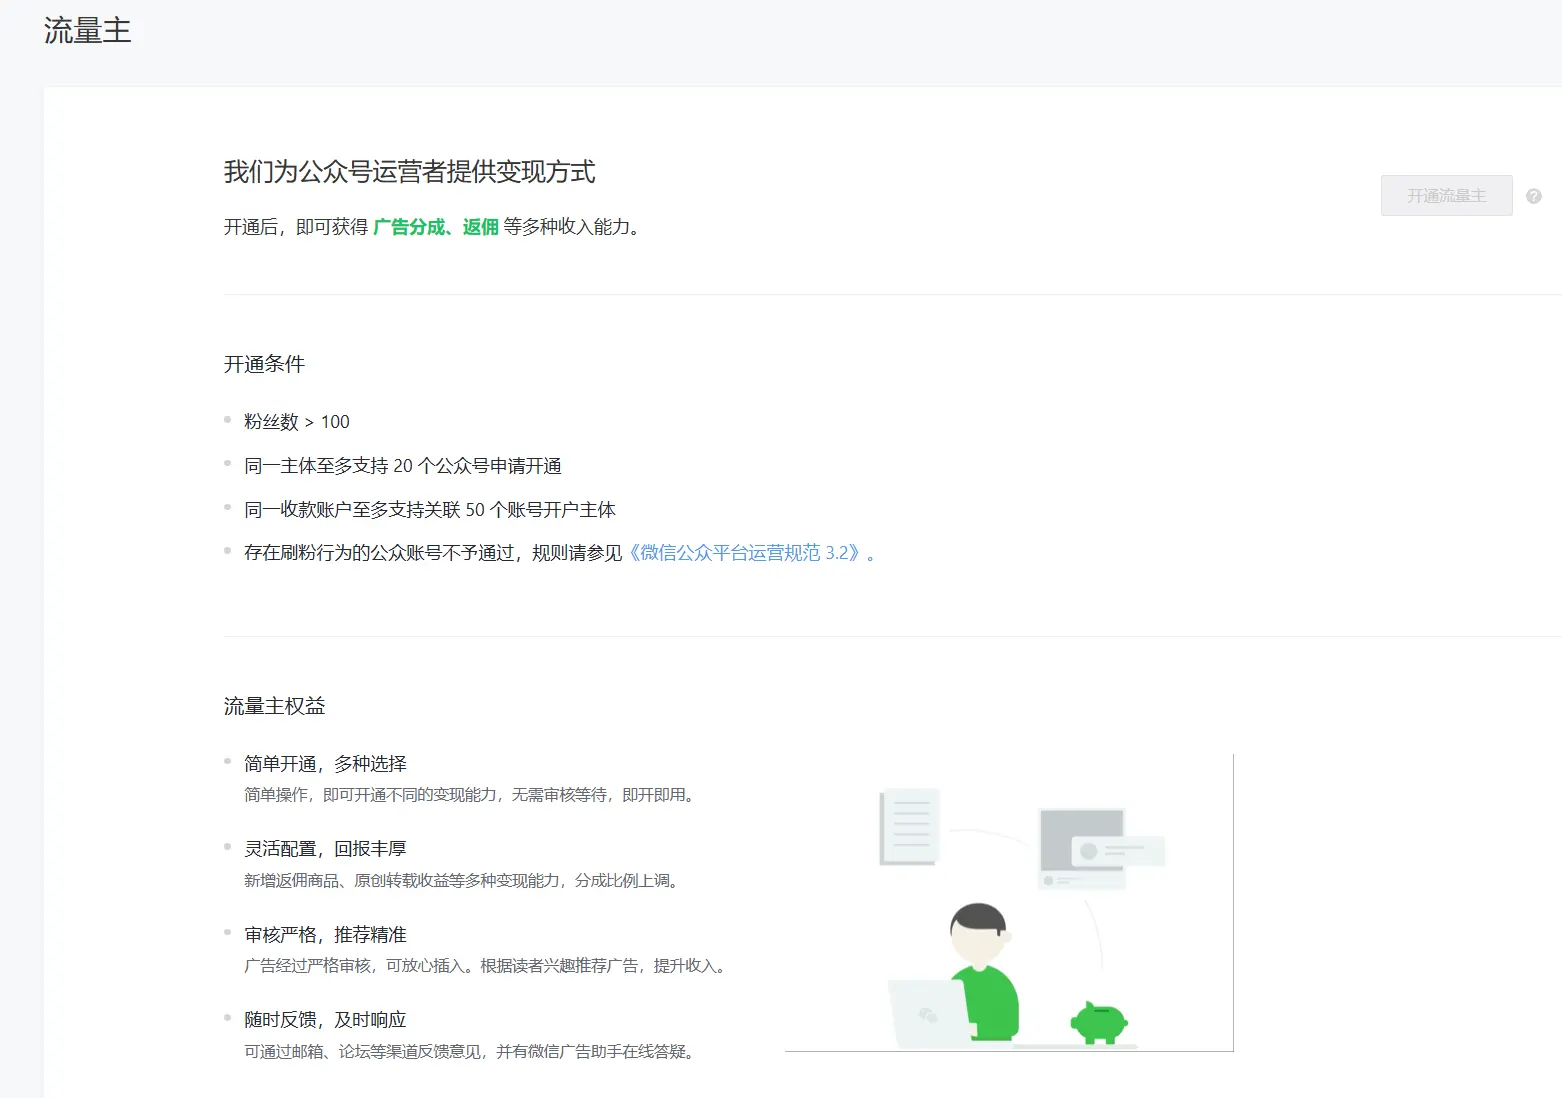 流量主
我们为公众号运营者提供变现方式
开通后，即可获得 广告分成、返佣 等多种收入能力。
开通流量主
?
开通条件
粉丝数 > 100
同一主体至多支持 20 个公众号申请开通
同一收款账户至多支持关联 50 个账号开户主体
存在刷粉行为的公众账号不予通过，规则请参见《微信公众平台运营规范 3.2》。
流量主权益
简单开通，多种选择
简单操作，即可开通不同的变现能力，无需审核等待，即开即用。
灵活配置，回报丰厚
新增返佣商品、原创转载收益等多种变现能力，分成比例上调。
审核严格，推荐精准
广告经过严格审核，可放心插入。根据读者兴趣推荐广告，提升收入。
随时反馈，及时响应
可通过邮箱、论坛等渠道反馈意见，并有微信广告助手在线答疑。